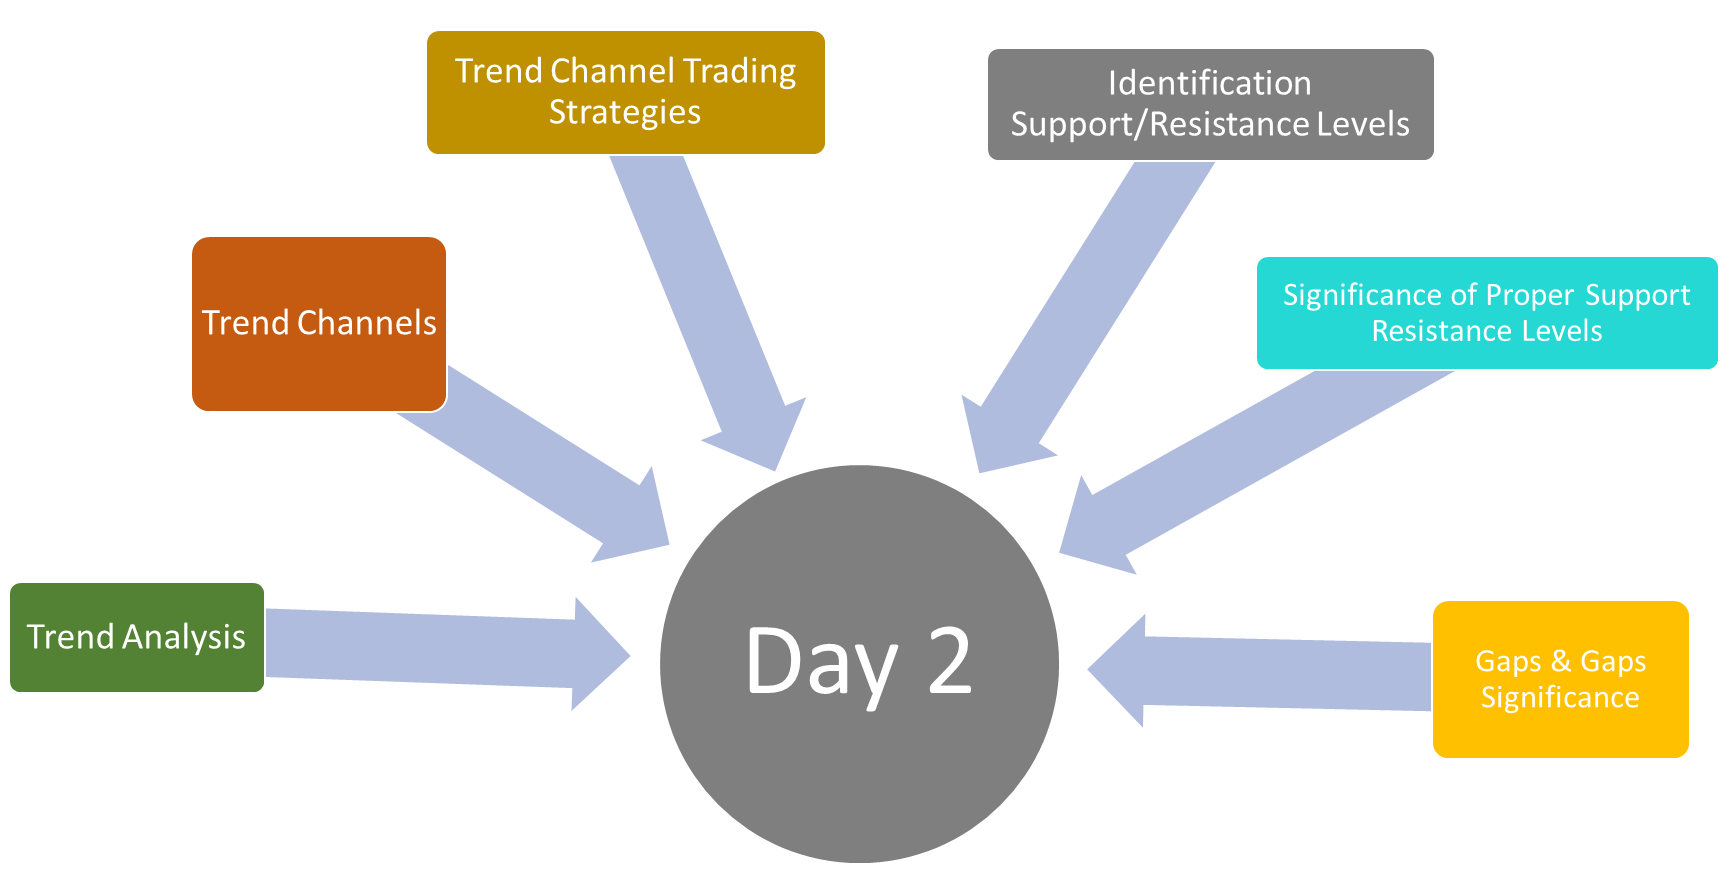 Trend Channel Trading
Strategies
Identification
Support/Resistance Levels
Trend Channels
Significance of Proper Support
Resistance Levels
Trend Analysis
Day 2
Gaps & Gaps
Significance